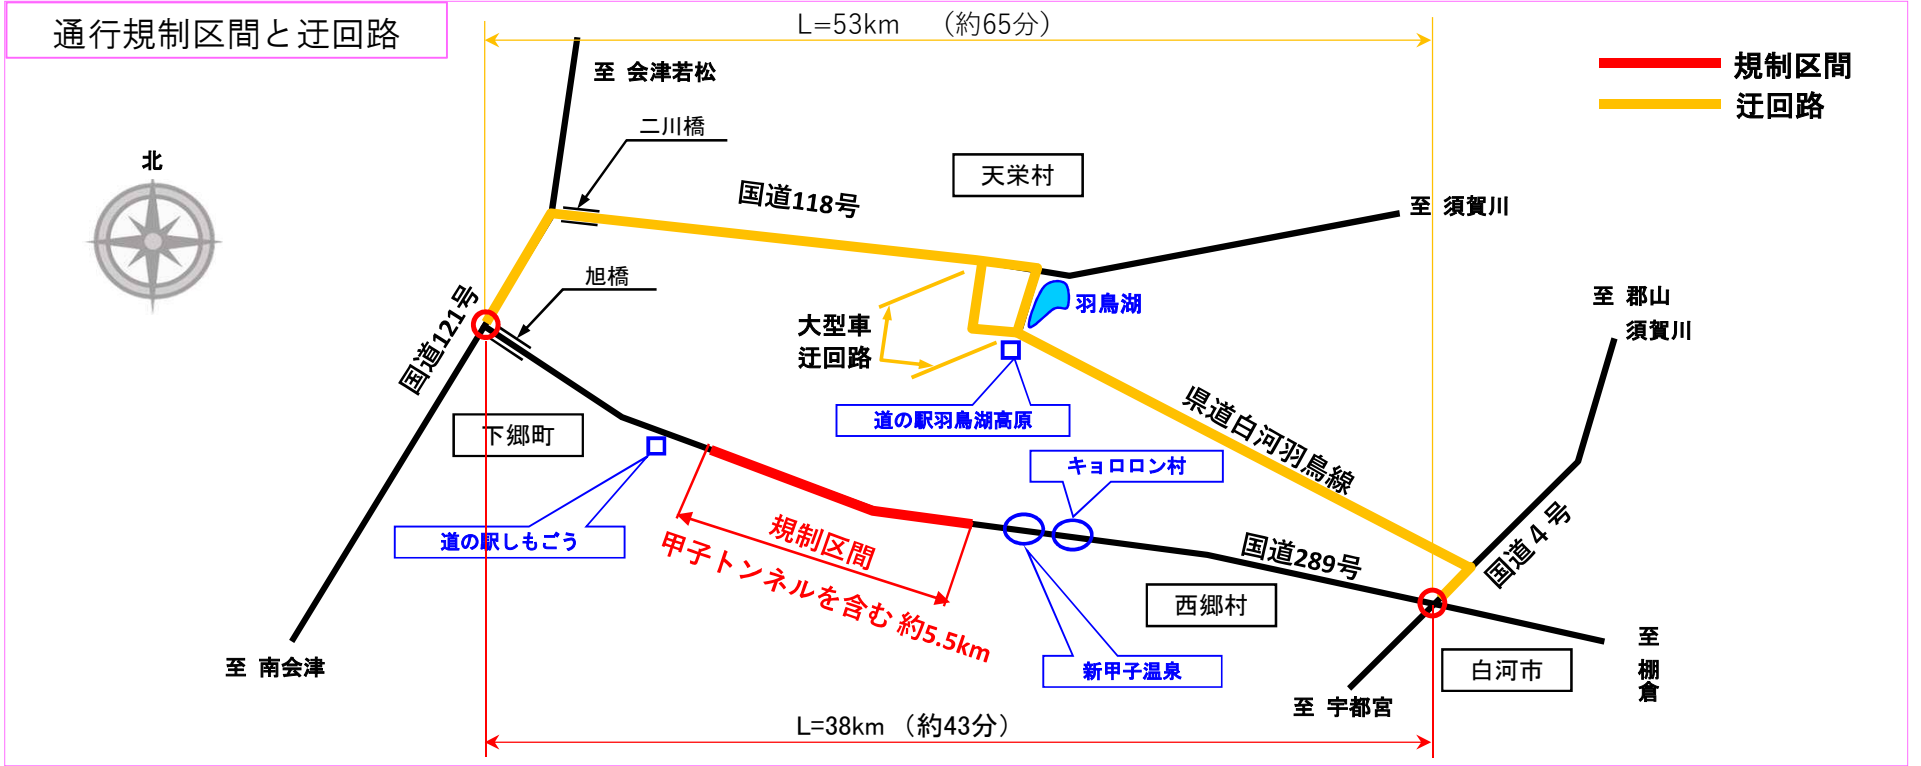 通行規制区間と迂回路
L=53km （約65分）
規制区間
迂回路
至 会津若松
二川橋
北
天栄村
国道118号
至 須賀川
旭橋
国道121号
羽鳥湖
至 郡山
須賀川
大型車
迂回路
道の駅羽鳥湖高原
県道白河羽鳥線
下郷町
キョロロン村
道の駅しもごう
規制区間
甲子トンネルを含む 約5.5km
国道289号
国道４号
西郷村
新甲子温泉
至 南会津
白河市
至
棚
倉
至 宇都宮
L=38km （約43分）